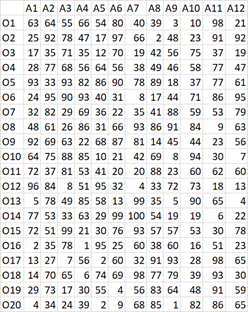 A1 A2 A3 A4 A5 A6 A7 A8 A9 A10 A11 A12
O1 63 64 55 66 54 80 40 39 3 10 98 21
O2 25 92 78 47 17 97 66 2 48 23 91 92
O3 17 35 71 35 12 70 19 42 56 75 37 19
O4 28 77 68 56 64 56 38 49 46 58 77 47
O5 93 33 93 82 86 90 78 89 18 37 77 61
O6 24 95 90 93 40 31 8 17 44 71 86 95
O7 32 82 29 69 36 22 35 41 88 59 53 79
O8 48 61 26 86 31 66 93 86 91 84 9 63
O9 92 69 63 22 68 87 81 14 45 44 23 56
O10 64 75 88 85 10 21 42 69 8 94 30 7
O11 72 37 81 53 41 20 20 88 23 60 62 60
O12 96 84 8 51 95 32 4 33 72 73 18 13
O13 5 78 49 85 58 13 99 35 5 90 65 4
O14 77 53 33 63 29 99 100 54 19 19 6 22
O15 72 51 99 21 30 76 93 57 57 53 30 78
O16 2 35 78 1 95 25 60 38 60 16 51 23
O17 13 27 7 56 2 60 32 91 93 28 98 65
O18 14 70 65 6 74 69 98 77 79 39 93 30
O19 29 73 17 30 55 4 56 83 64 48 91 59
O20 4 34 24 39 2 9 68 85 1 82 86 65